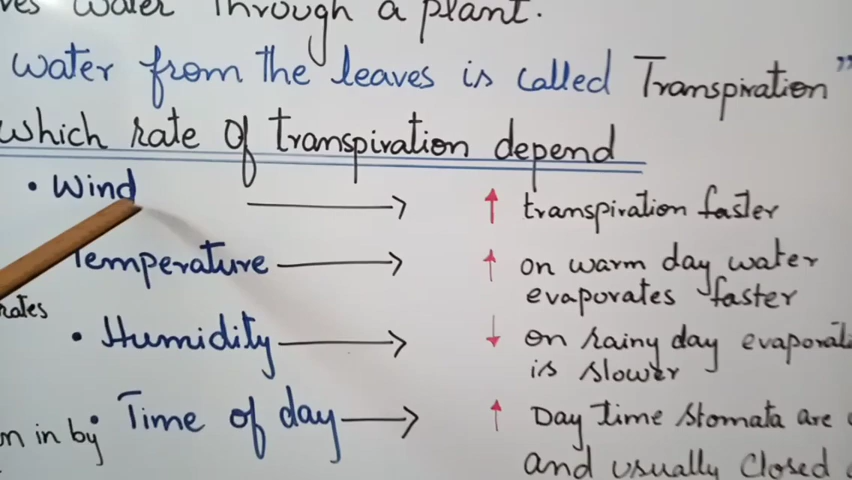 water through a plant.
water from the leaves is called Transpiration"
which rate of transpiration depend
• Wind → ↑ transpiration faster
Temperature → ↑ on warm day water
evaporates faster
• Humidity → ↓ on rainy day
is slower
• Time of day → ↑ Day time stomata are
in by
and usually closed